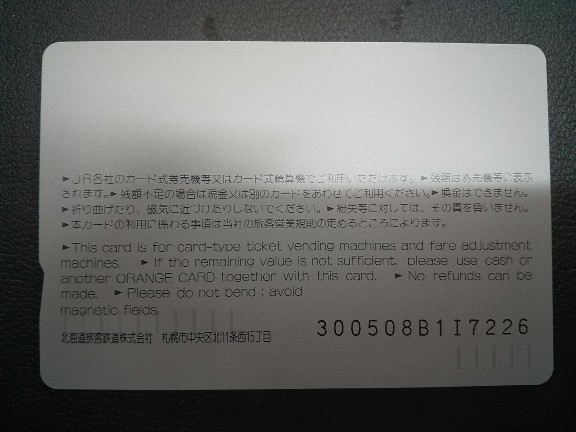 ►JR各社のカード式券売機等又はカード式精算機でご利用いただけます。►残額は券売機等に表示
されます。►残額不足の場合は現金又は別のカードをあわせてご利用ください。►換金はできません。
►折り曲げたり、磁気に近づけたりしないでください。►紛失等に対しては、その責を負いません。
►本カードの利用に係わる事項は当社の旅客営業規則の定めるところによります。
►This card is for card-type ticket vending machines and fare adjustment
machines. ►If the remaining value is not sufficient, please use cash or
another ORANGE CARD together with this card. ►No refunds can be
made. ►Please do not bend; avoid
magnetic fields.
北海道旅客鉄道株式会社 札幌市中央区北11条西15丁目
300508B1I7226